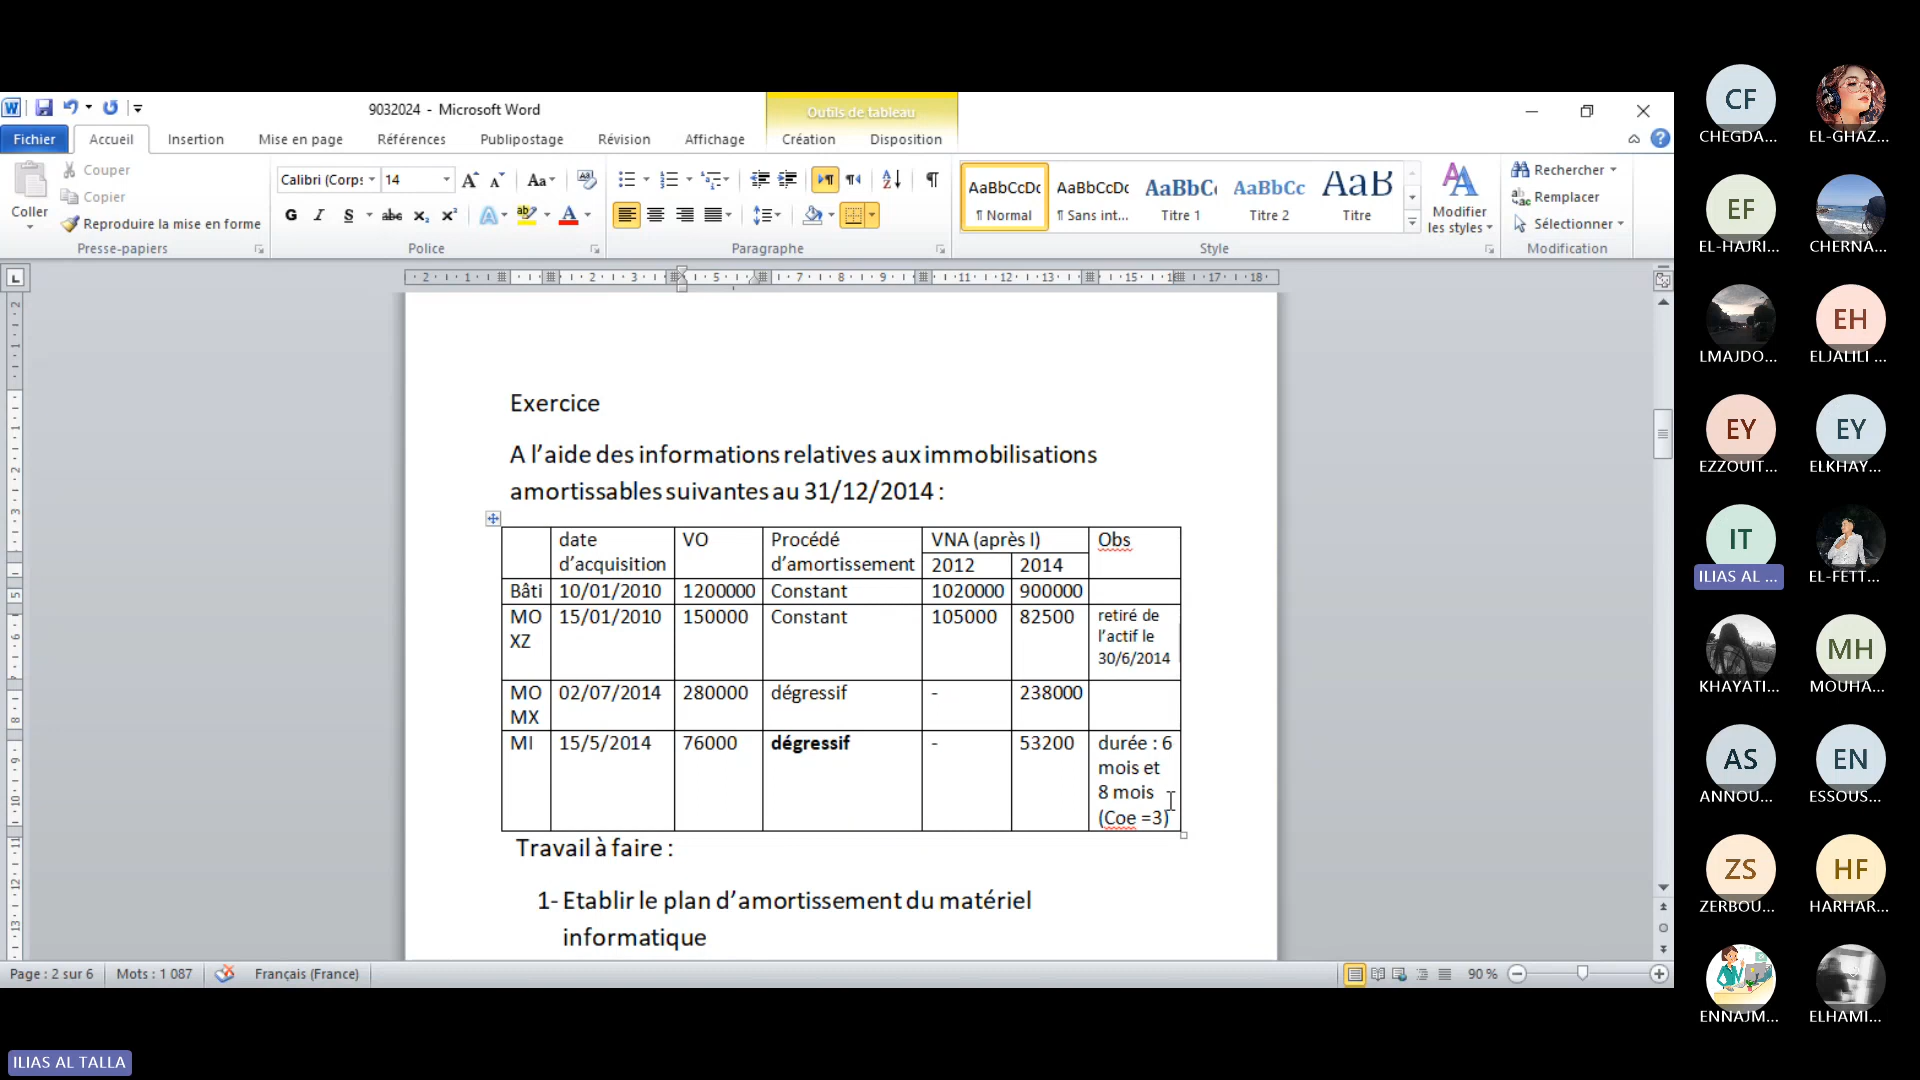 9032024 - Microsoft Word
Outils de tableau
Fichier Accueil Insertion Mise en page Références Publipostage Révision Affichage Création Disposition
Coller
Couper
Copier
Reproduire la mise en forme
Presse-papiers
Calibri (Corps 14
G I S abc x₂ x²
Police
Paragraphe
AaBbCcDc AaBbCcDc AaBbC AaBbCc AaB
¶ Normal ¶ Sans int... Titre 1 Titre 2 Titre
Modifier les styles
Style
Rechercher
Remplacer
Sélectionner
Modification
Exercice
A l’aide des informations relatives aux immobilisations
amortissables suivantes au 31/12/2014 :
date d’acquisition VO Procédé d’amortissement VNA (après I) Obs
2012 2014
Bâti 10/01/2010 1200000 Constant 1020000 900000
MO XZ 15/01/2010 150000 Constant 105000 82500 retiré de l’actif le 30/6/2014
MO MX 02/07/2014 280000 dégressif - 238000
MI 15/5/2014 76000 dégressif - 53200 durée : 6 mois et 8 mois (Coe =3)
Travail à faire :
1- Etablir le plan d’amortissement du matériel
informatique
Page : 2 sur 6 Mots : 1 087 Français (France) 90 %
CF EF EH EY EY IT MH AS EN ZS HF
CHEGDA... EL-GHAZ...
EL-HAJRI... CHERNA...
LMAJDO... ELJALILI ...
EZZOUIT... ELKHAY...
ILIAS AL ... EL-FETT...
KHAYATI... MOUHA...
ANNOU... ESSOUS...
ZERBOU... HARHAR...
ENNAJM... ELHAMI...
ILIAS AL TALLA